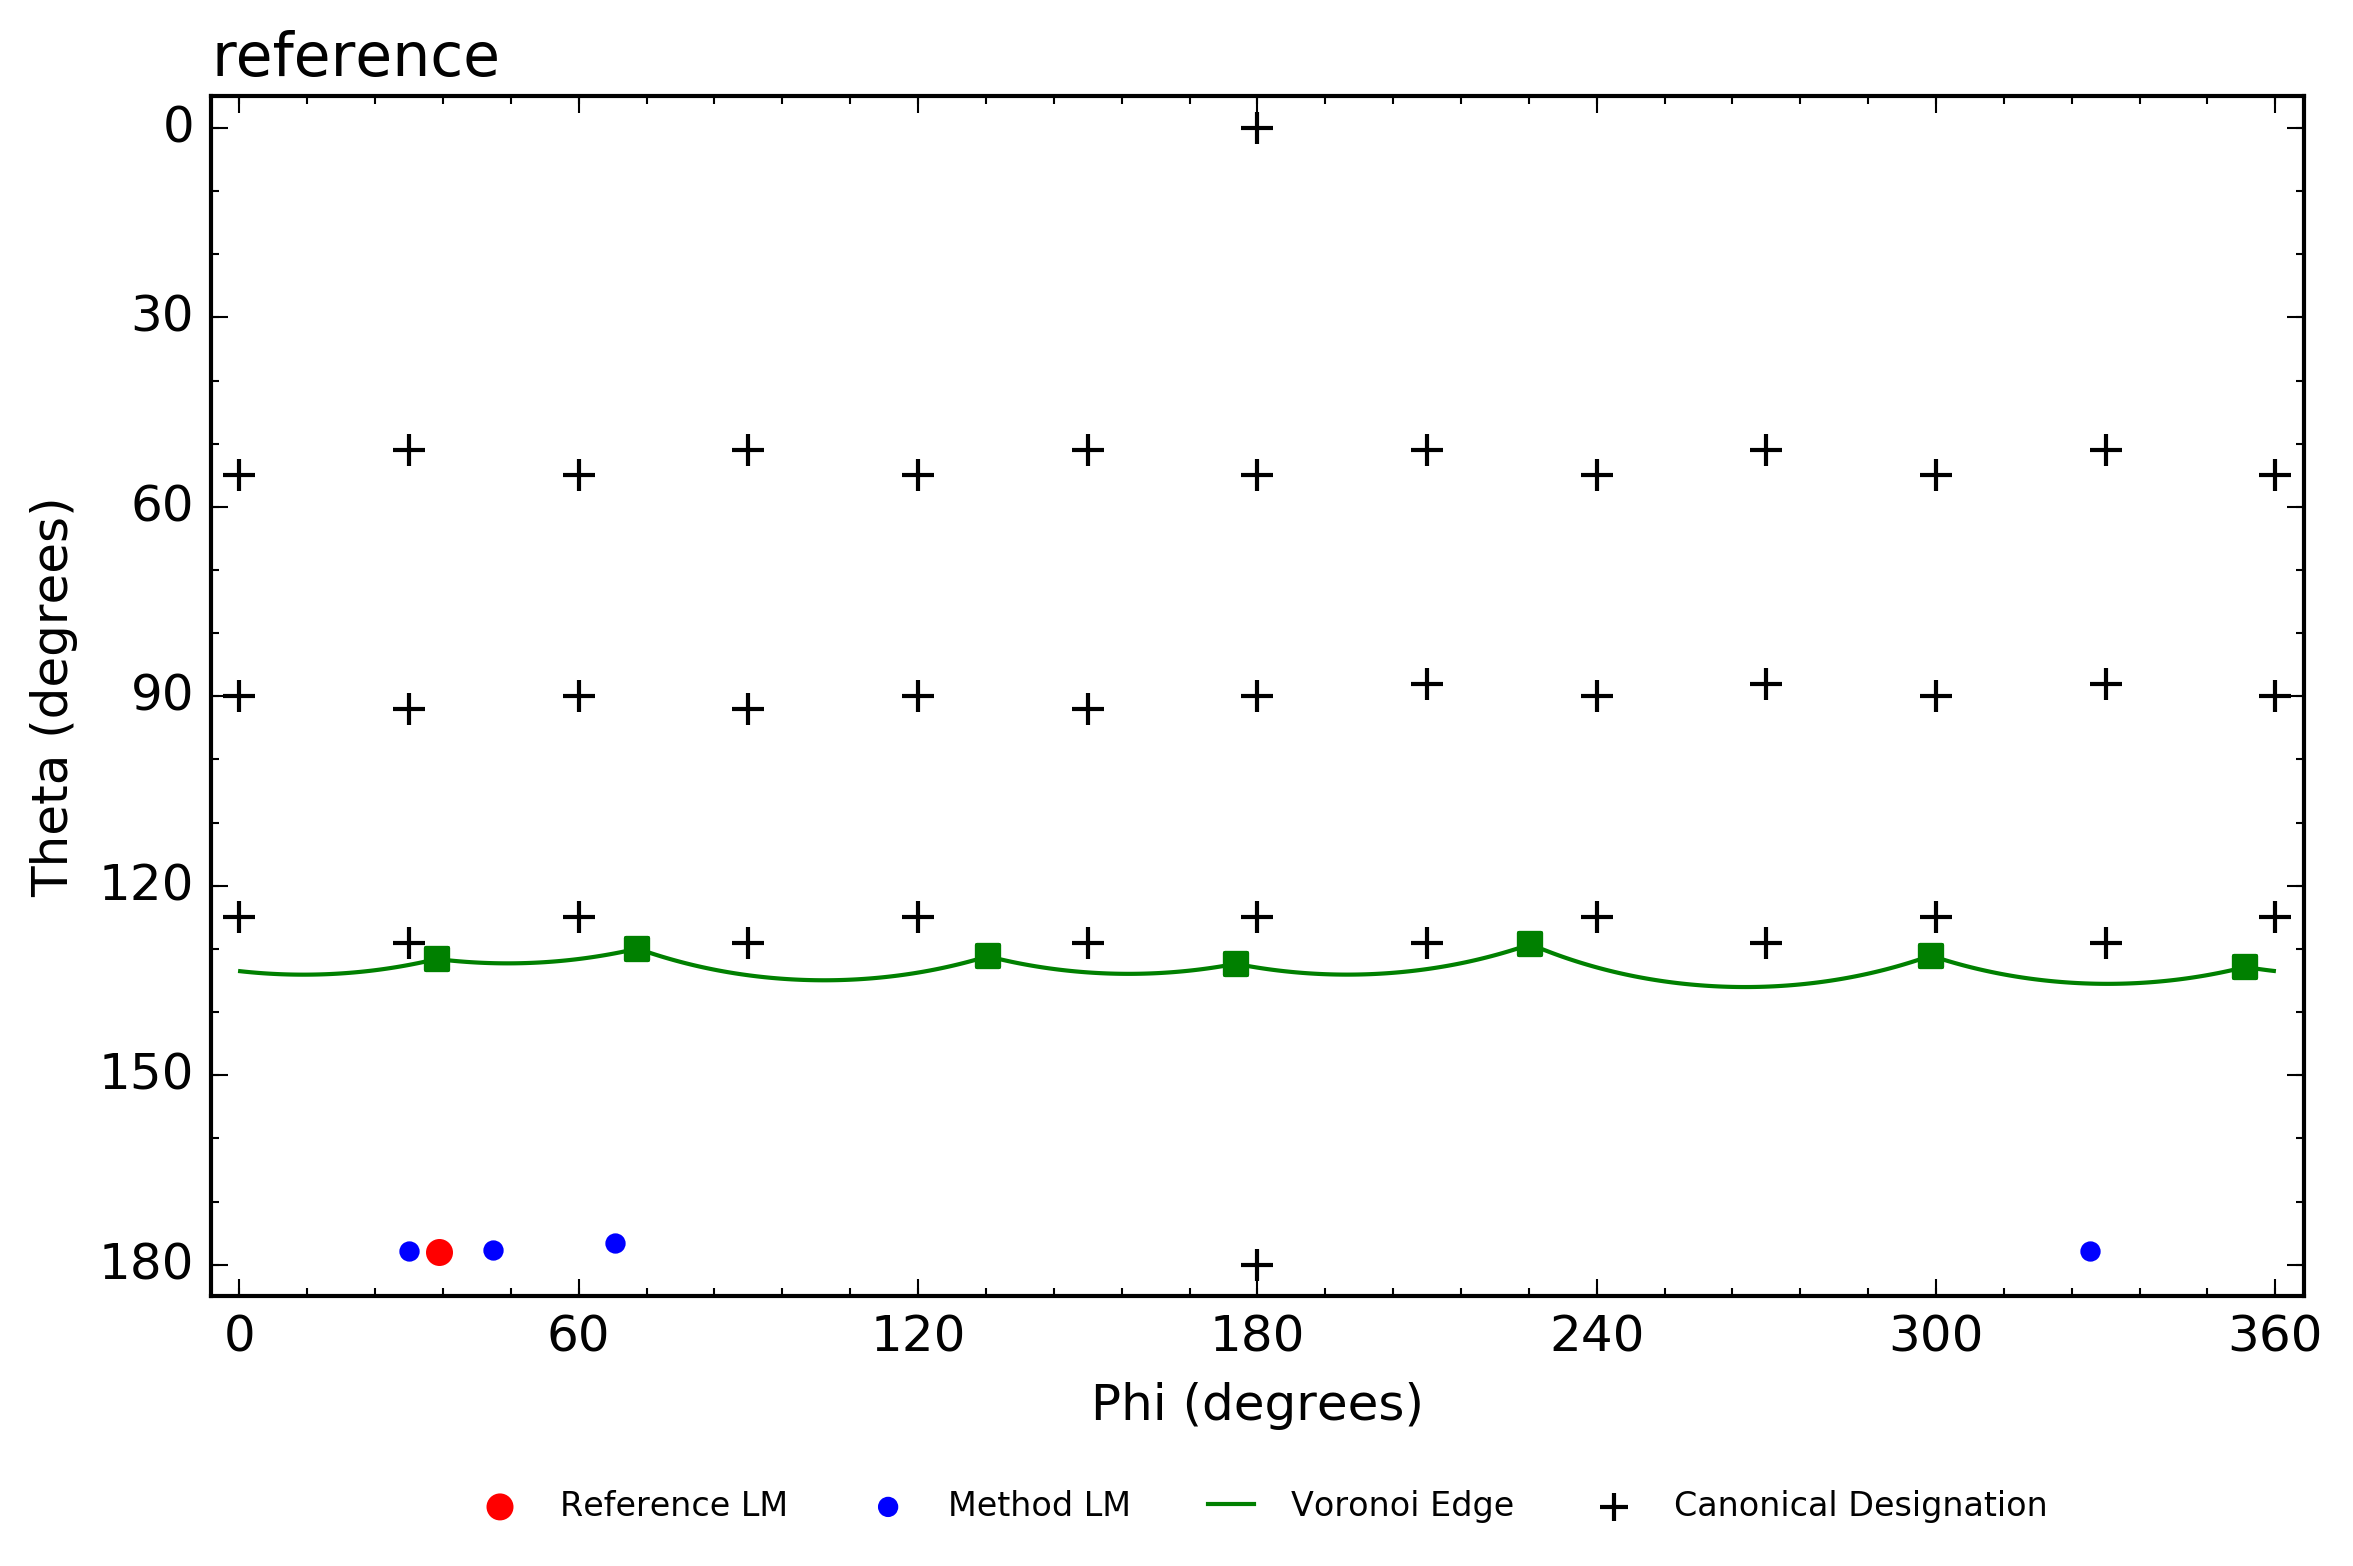 reference
0
30
60
90
120
150
180
Theta (degrees)
0 60 120 180 240 300 360
Phi (degrees)
Reference LM Method LM Voronoi Edge Canonical Designation